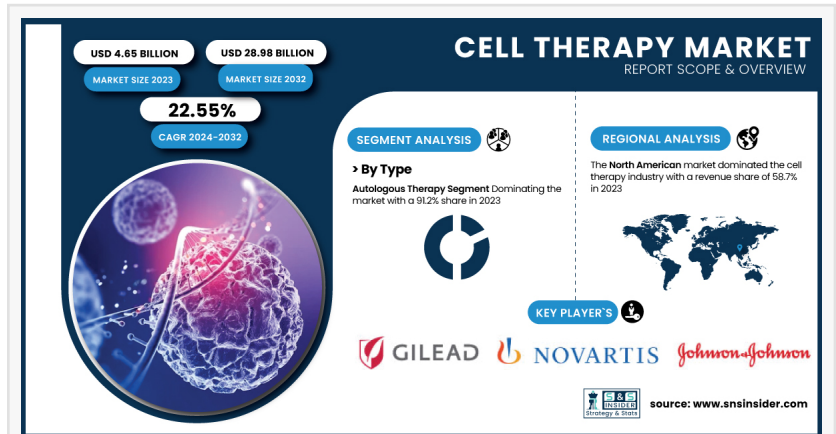 CELL THERAPY MARKET
REPORT SCOPE & OVERVIEW
USD 4.65 BILLION
MARKET SIZE 2023
USD 28.98 BILLION
MARKET SIZE 2032
22.55%
CAGR 2024-2032
SEGMENT ANALYSIS
> By Type
Autologous Therapy Segment Dominating the
market with a 91.2% share in 2023
REGIONAL ANALYSIS
The North American market dominated the cell
therapy industry with a revenue share of 58.7%
in 2023
KEY PLAYER`S
GILEAD
NOVARTIS
Johnson&Johnson
S&S
INSIDER
Strategy & Stats
source: www.snsinsider.com